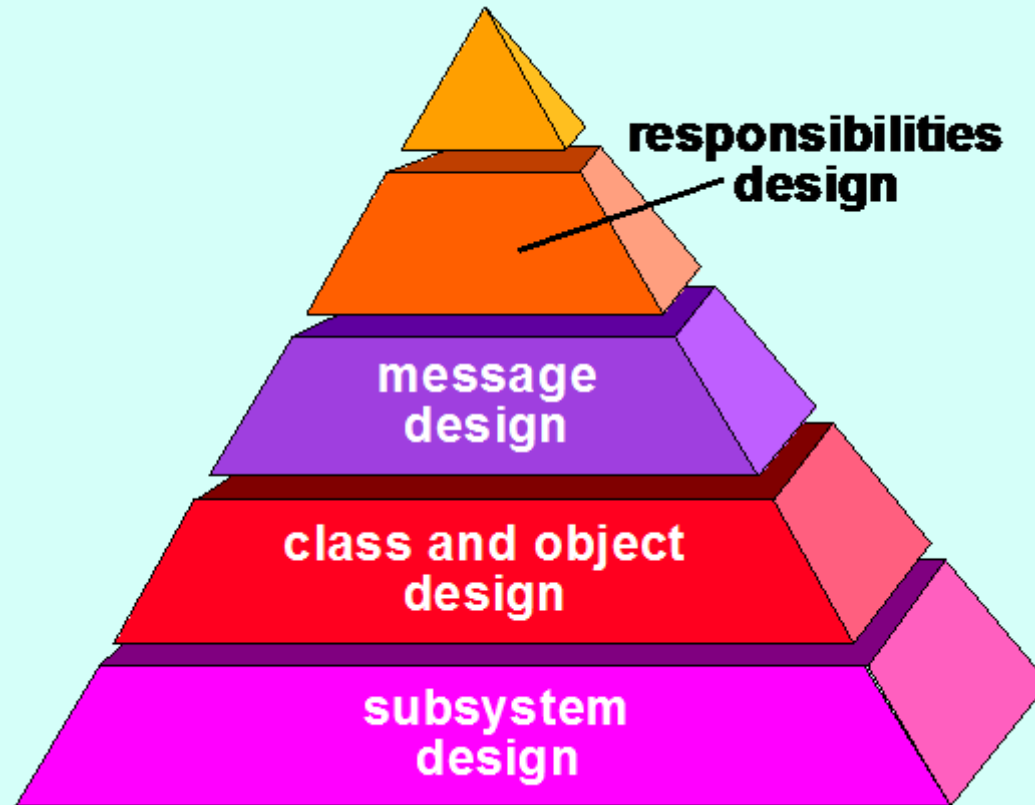 responsibilities
design
message
design
class and object
design
subsystem
design